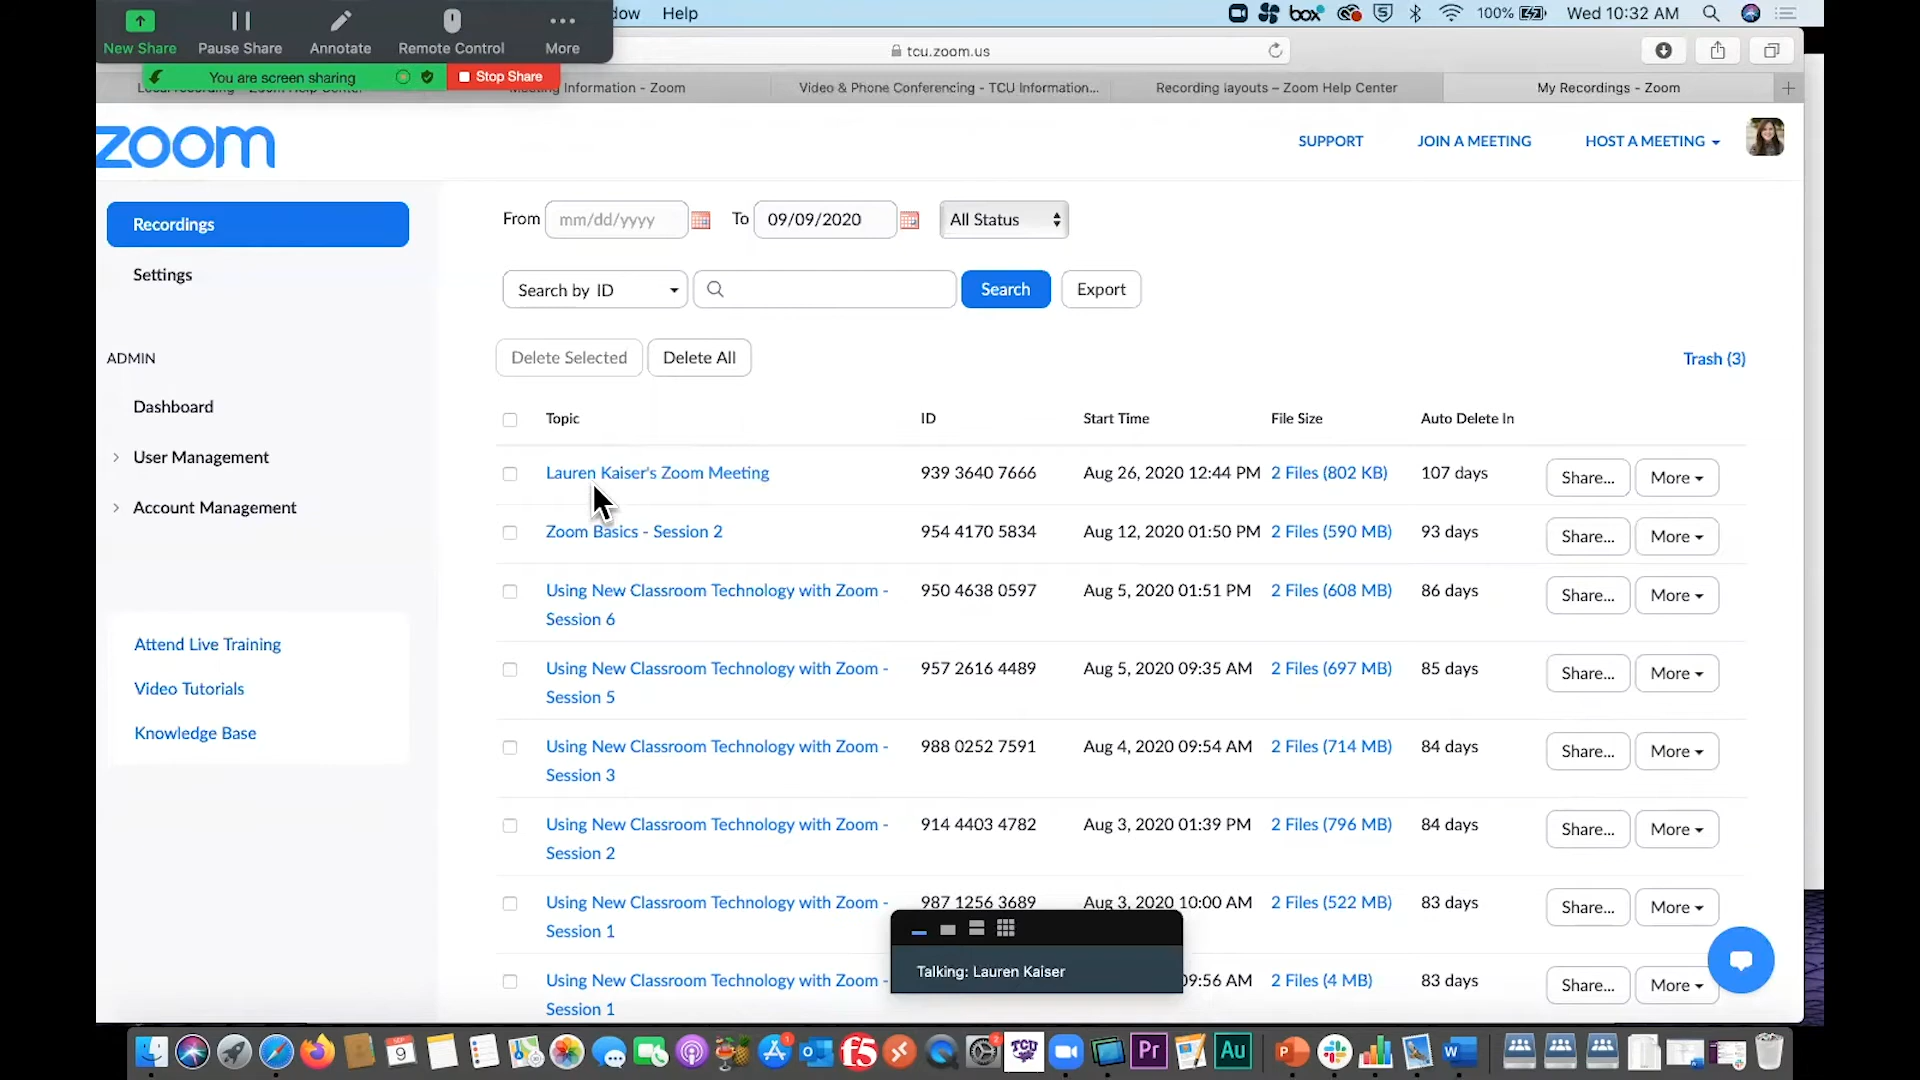 dow Help
100% Wed 10:32 AM
New Share Pause Share Annotate Remote Control More
You are screen sharing Stop Share
tcu.zoom.us
Meeting Information - Zoom
Video & Phone Conferencing - TCU Information...
Recording layouts – Zoom Help Center
My Recordings - Zoom
zoom
SUPPORT JOIN A MEETING HOST A MEETING
Recordings
Settings
ADMIN
Dashboard
User Management
Account Management
Attend Live Training
Video Tutorials
Knowledge Base
From mm/dd/yyyy To 09/09/2020 All Status
Search by ID Search Export
Delete Selected Delete All Trash (3)
Topic ID Start Time File Size Auto Delete In
Lauren Kaiser's Zoom Meeting 939 3640 7666 Aug 26, 2020 12:44 PM 2 Files (802 KB) 107 days Share... More
Zoom Basics - Session 2 954 4170 5834 Aug 12, 2020 01:50 PM 2 Files (590 MB) 93 days Share... More
Using New Classroom Technology with Zoom - 950 4638 0597 Aug 5, 2020 01:51 PM 2 Files (608 MB) 86 days Share... More
Session 6
Using New Classroom Technology with Zoom - 957 2616 4489 Aug 5, 2020 09:35 AM 2 Files (697 MB) 85 days Share... More
Session 5
Using New Classroom Technology with Zoom - 988 0252 7591 Aug 4, 2020 09:54 AM 2 Files (714 MB) 84 days Share... More
Session 3
Using New Classroom Technology with Zoom - 914 4403 4782 Aug 3, 2020 01:39 PM 2 Files (796 MB) 84 days Share... More
Session 2
Using New Classroom Technology with Zoom - 987 1256 3689 Aug 3, 2020 10:00 AM 2 Files (522 MB) 83 days Share... More
Session 1
Using New Classroom Technology with Zoom - 09:56 AM 2 Files (4 MB) 83 days Share... More
Session 1
Talking: Lauren Kaiser
9 f5 TCU Pr Au P W